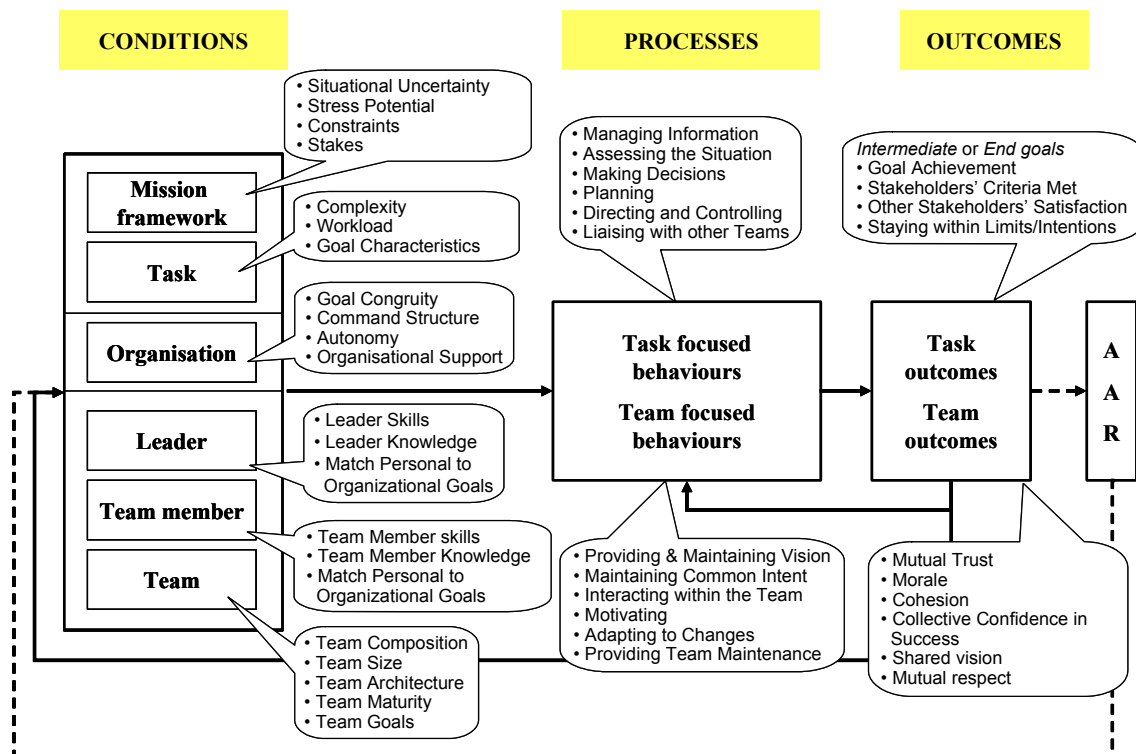 CONDITIONS
PROCESSES
OUTCOMES
• Situational Uncertainty
• Stress Potential
• Constraints
• Stakes
Mission
framework
• Complexity
• Workload
• Goal Characteristics
Task
• Goal Congruity
• Command Structure
• Autonomy
• Organisational Support
Organisation
Leader
• Leader Skills
• Leader Knowledge
• Match Personal to
Organizational Goals
Team member
• Team Member skills
• Team Member Knowledge
• Match Personal to
Organizational Goals
Team
• Team Composition
• Team Size
• Team Architecture
• Team Maturity
• Team Goals
• Managing Information
• Assessing the Situation
• Making Decisions
• Planning
• Directing and Controlling
• Liaising with other Teams
Task focused
behaviours
Team focused
behaviours
• Providing & Maintaining Vision
• Maintaining Common Intent
• Interacting within the Team
• Motivating
• Adapting to Changes
• Providing Team Maintenance
Intermediate or End goals
• Goal Achievement
• Stakeholders' Criteria Met
• Other Stakeholders' Satisfaction
• Staying within Limits/Intentions
Task
outcomes
Team
outcomes
• Mutual Trust
• Morale
• Cohesion
• Collective Confidence in
Success
• Shared vision
• Mutual respect
A
A
R